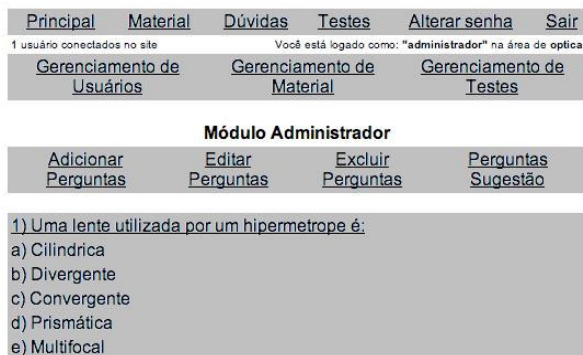 Principal Material Dúvidas Testes Alterar senha Sair
1 usuário conectados no site Você está logado como: "administrador" na área de optica
Gerenciamento de Usuários Gerenciamento de Material Gerenciamento de Testes
Módulo Administrador
Adicionar Perguntas Editar Perguntas Excluir Perguntas Perguntas Sugestão
1) Uma lente utilizada por um hipermetrope é:
a) Cilindrica
b) Divergente
c) Convergente
d) Prismática
e) Multifocal